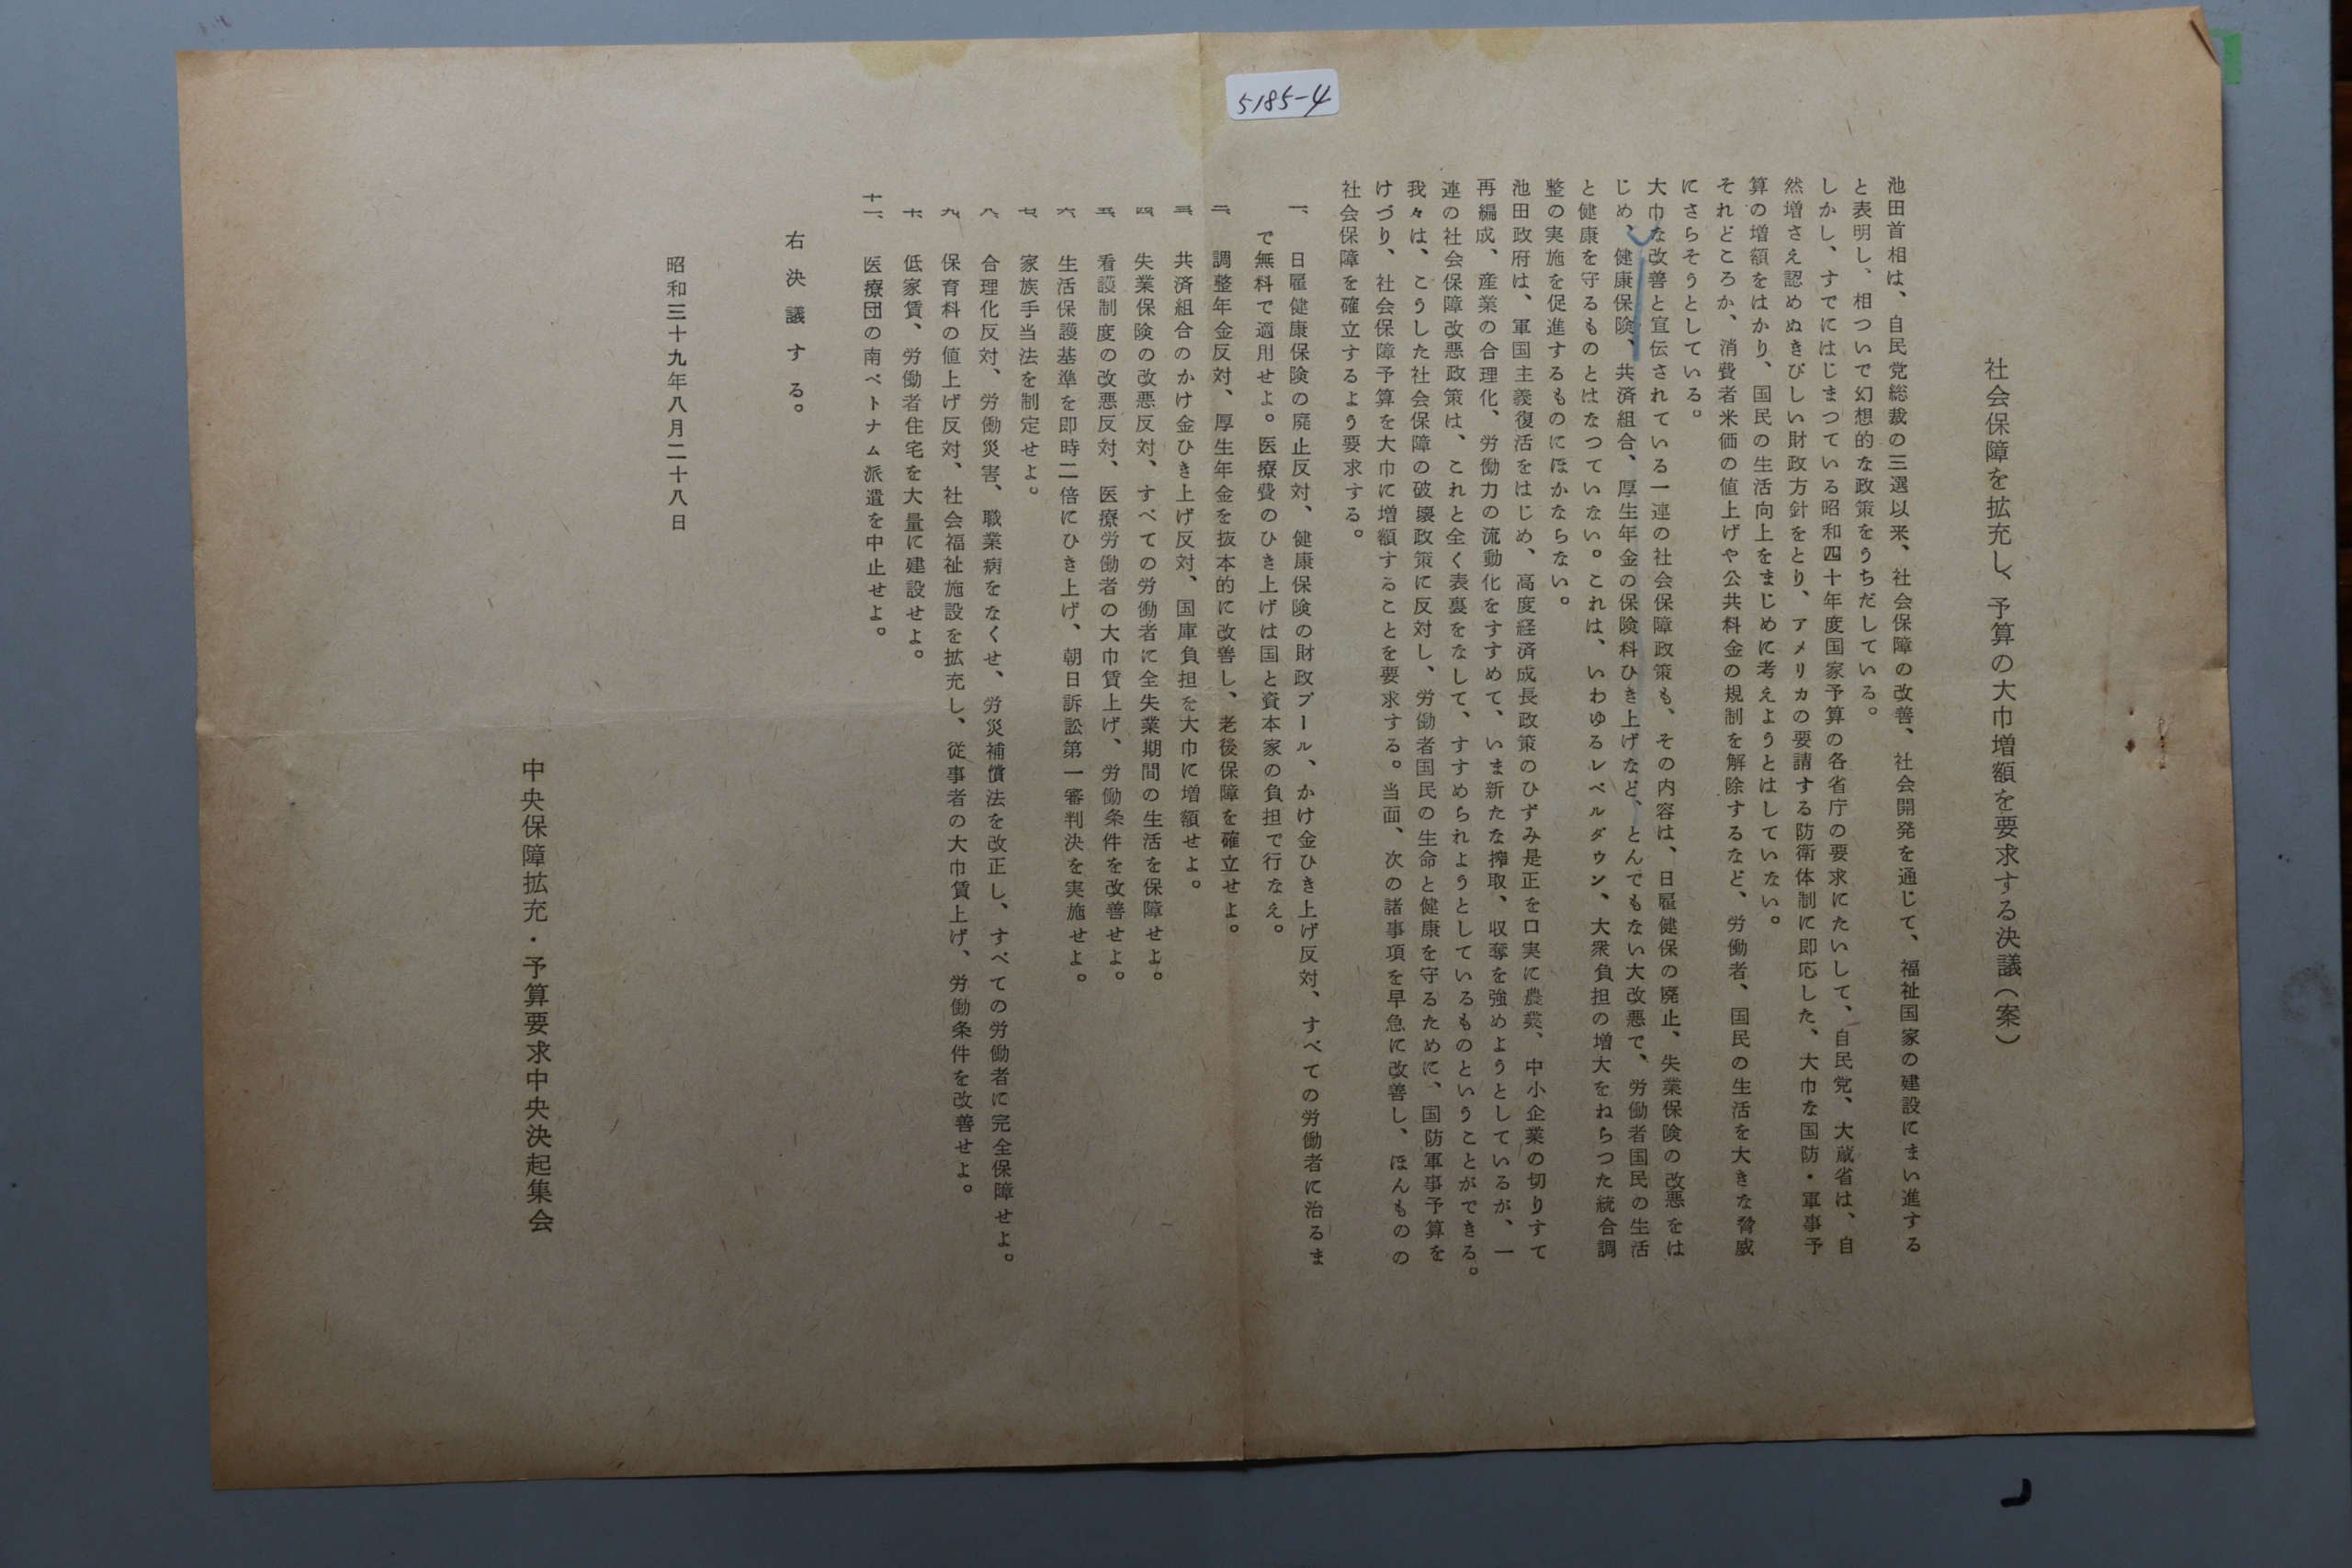 5185-4
社会保障を拡充し、予算の大巾増額を要求する決議（案）
池田首相は、自民党総裁の三選以来、社会保障の改善、社会開発を通じて、福祉国家の建設にまい進する
と表明し、相ついで幻想的な政策をうちだしている。
しかし、すでにはじまつている昭和四十年度国家予算の各省庁の要求にたいして、自民党、大蔵省は、自
然増さえ認めぬきびしい財政方針をとり、アメリカの要請する防衛体制に即応した、大巾な国防・軍事予
算の増額をはかり、国民の生活向上をまじめに考えようとはしていない。
それどころか、消費者米価の値上げや公共料金の規制を解除するなど、労働者、国民の生活を大きな脅威
にさらそうとしている。
大巾な改善と宣伝されている一連の社会保障政策も、その内容は、日雇健保の廃止、失業保険の改悪をは
じめ、健康保険、共済組合、厚生年金の保険料ひき上げなど、とんでもない大改悪で、労働者国民の生活
と健康を守るものとはなつていない。これは、いわゆるレベルダウン、大衆負担の増大をねらつた統合調
整の実施を促進するものにほかならない。
池田政府は、軍国主義復活をはじめ、高度経済成長政策のひずみ是正を口実に農業、中小企業の切りすて
再編成、産業の合理化、労働力の流動化をすすめて、いま新たな搾取、収奪を強めようとしているが、一
連の社会保障改悪政策は、これと全く表裏をなして、すすめられようとしているものということができる。
我々は、こうした社会保障の破壊政策に反対し、労働者国民の生命と健康を守るために、国防軍事予算を
けづり、社会保障予算を大巾に増額することを要求する。当面、次の諸事項を早急に改善し、ほんものの
社会保障を確立するよう要求する。
一、日雇健康保険の廃止反対、健康保険の財政プール、かけ金ひき上げ反対、すべての労働者に治るま
で無料で適用せよ。医療費のひき上げは国と資本家の負担で行なえ。
二、調整年金反対、厚生年金を抜本的に改善し、老後保障を確立せよ。
三、共済組合のかけ金ひき上げ反対、国庫負担を大巾に増額せよ。
四、失業保険の改悪反対、すべての労働者に全失業期間の生活を保障せよ。
五、看護制度の改悪反対、医療労働者の大巾賃上げ、労働条件を改善せよ。
六、生活保護基準を即時二倍にひき上げ、朝日訴訟第一審判決を実施せよ。
七、家族手当法を制定せよ。
八、合理化反対、労働災害、職業病をなくせ、労災補償法を改正し、すべての労働者に完全保障せよ。
九、保育料の値上げ反対、社会福祉施設を拡充し、従事者の大巾賃上げ、労働条件を改善せよ。
十、低家賃、労働者住宅を大量に建設せよ。
十一、医療団の南ベトナム派遣を中止せよ。
右決議する。
昭和三十九年八月二十八日
中央保障拡充・予算要求中央決起集会